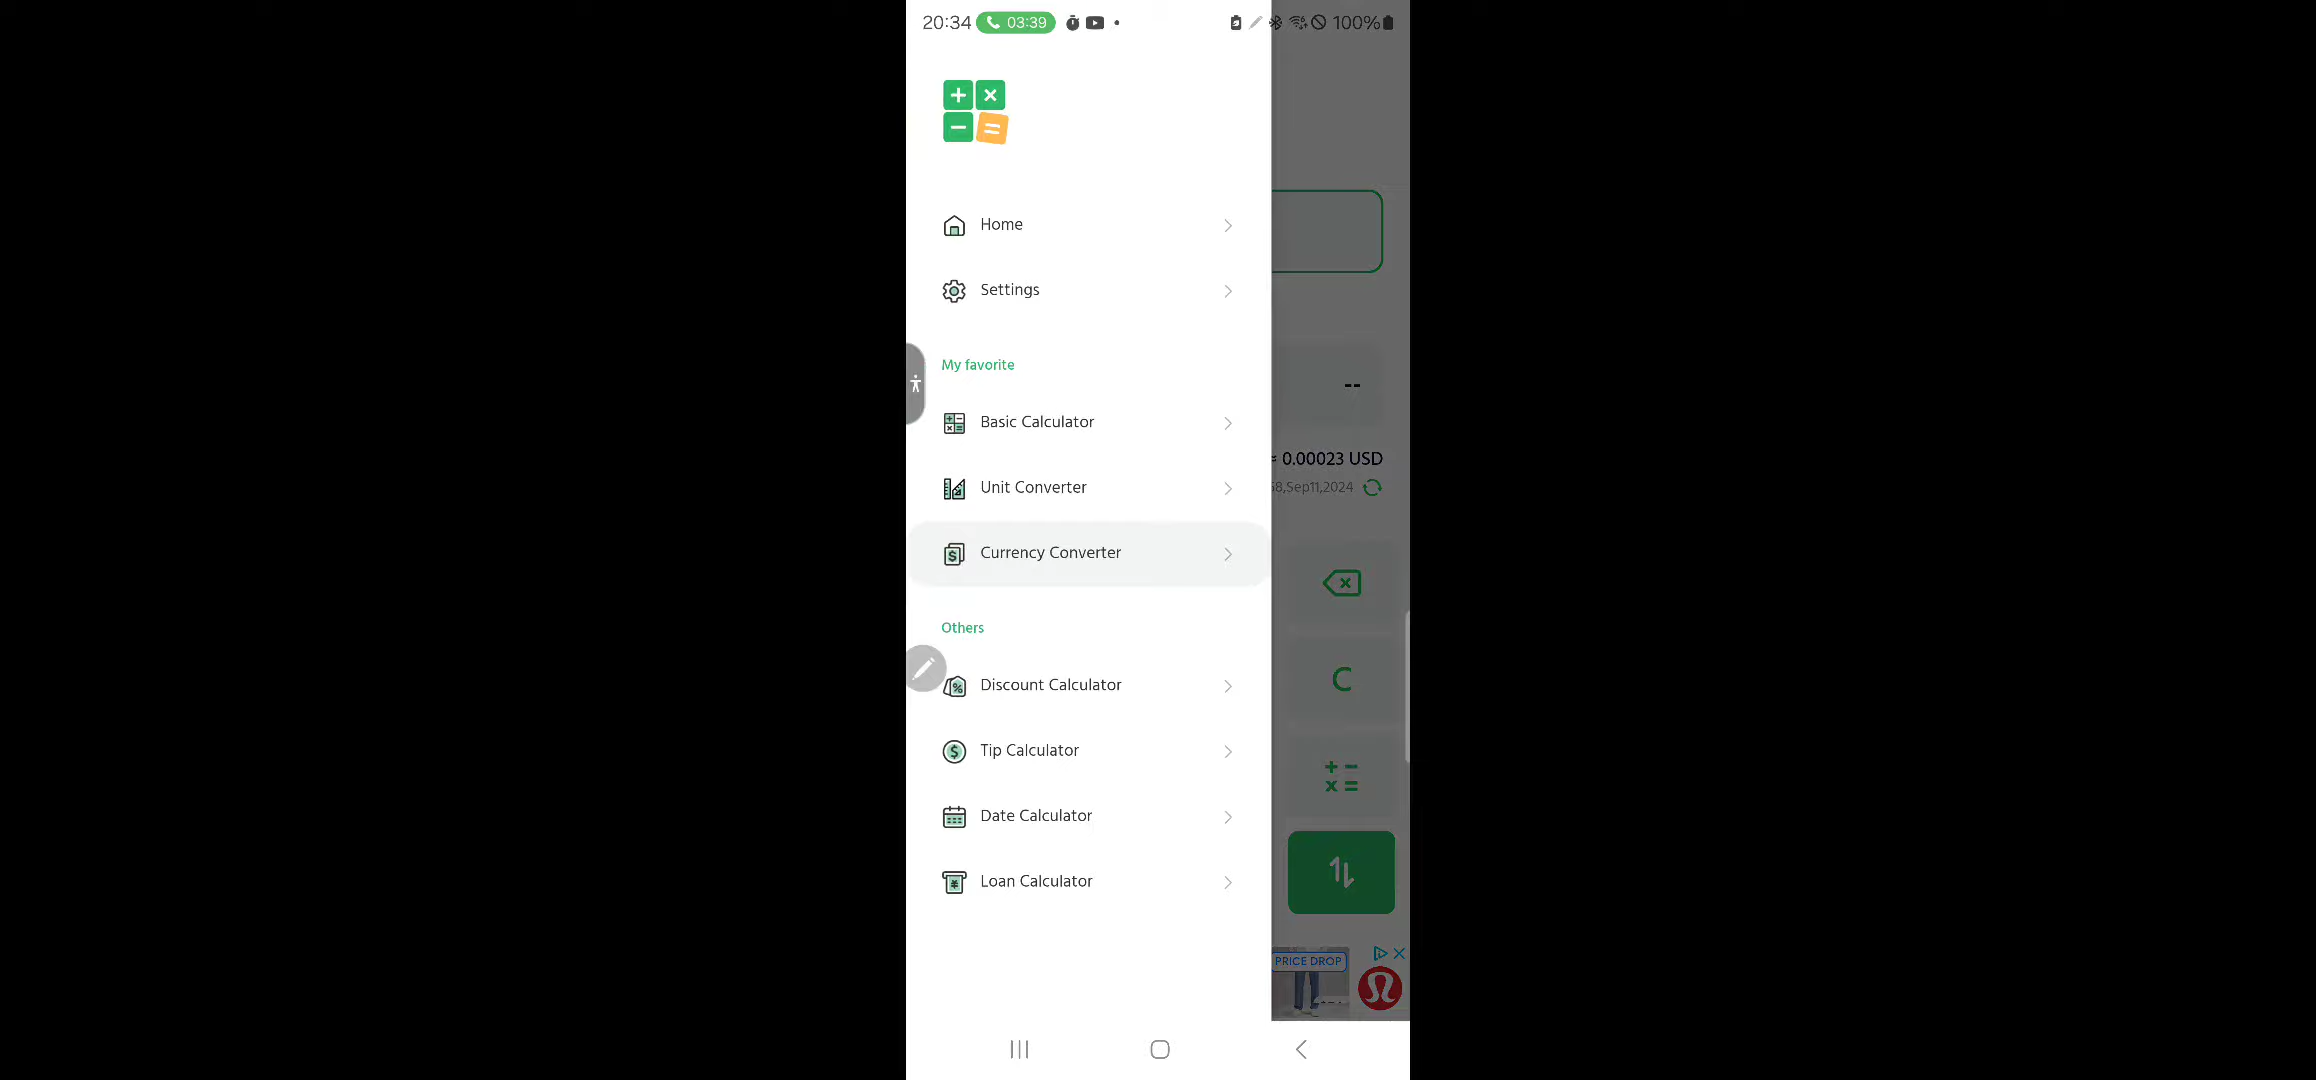 20:34 03:39 100%
Home
Settings
My favorite
--
Basic Calculator
0.00023 USD
Unit Converter
58,Sep11,2024
Currency Converter
Others
Discount Calculator
C
Tip Calculator
+ −
x =
Date Calculator
Loan Calculator
PRICE DROP